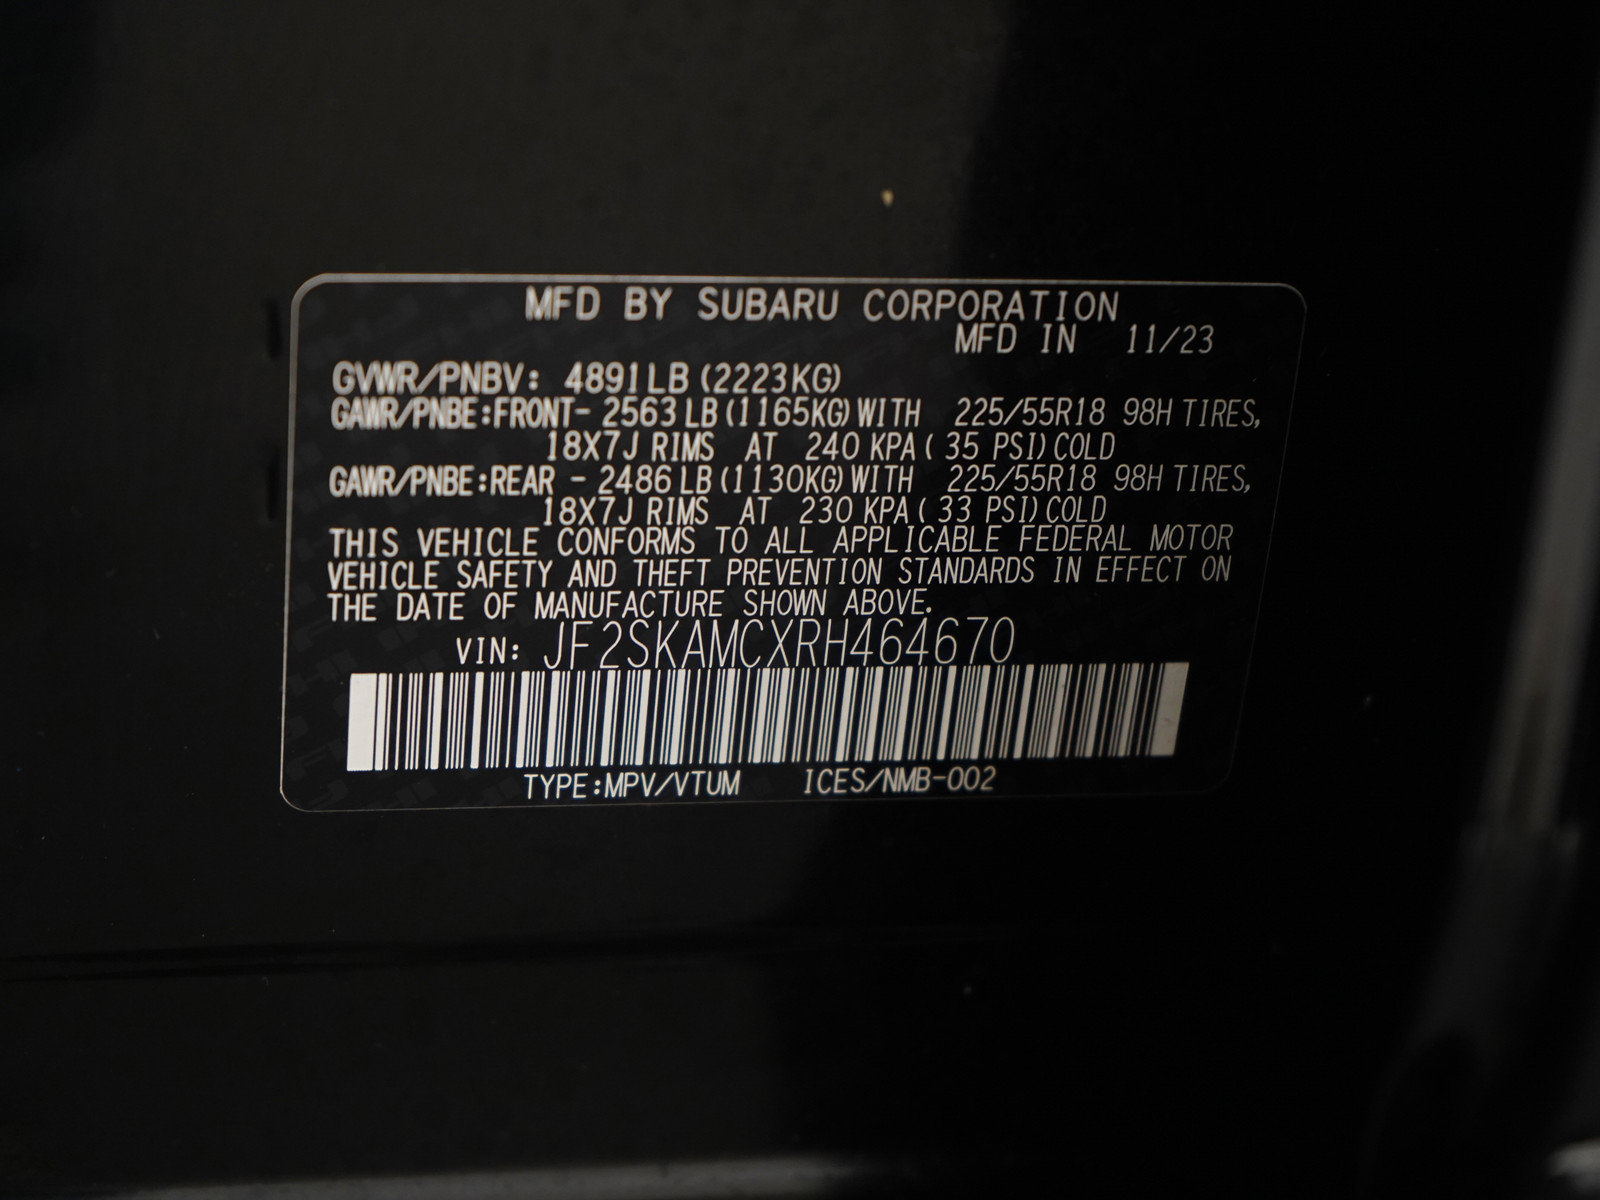 MFD BY SUBARU CORPORATION
MFD IN 11/23
GVWR/PNBV: 4891LB (2223KG)
GAWR/PNBE:FRONT- 2563 LB (1165KG) WITH 225/55R18 98H TIRES,
18X7J RIMS AT 240 KPA ( 35 PSI) COLD
GAWR/PNBE:REAR - 2486 LB (1130KG) WITH 225/55R18 98H TIRES,
18X7J RIMS AT 230 KPA ( 33 PSI) COLD
THIS VEHICLE CONFORMS TO ALL APPLICABLE FEDERAL MOTOR
VEHICLE SAFETY AND THEFT PREVENTION STANDARDS IN EFFECT ON
THE DATE OF MANUFACTURE SHOWN ABOVE.
VIN: JF2SKAMCXRH464670
TYPE:MPV/VTUM ICES/NMB-002